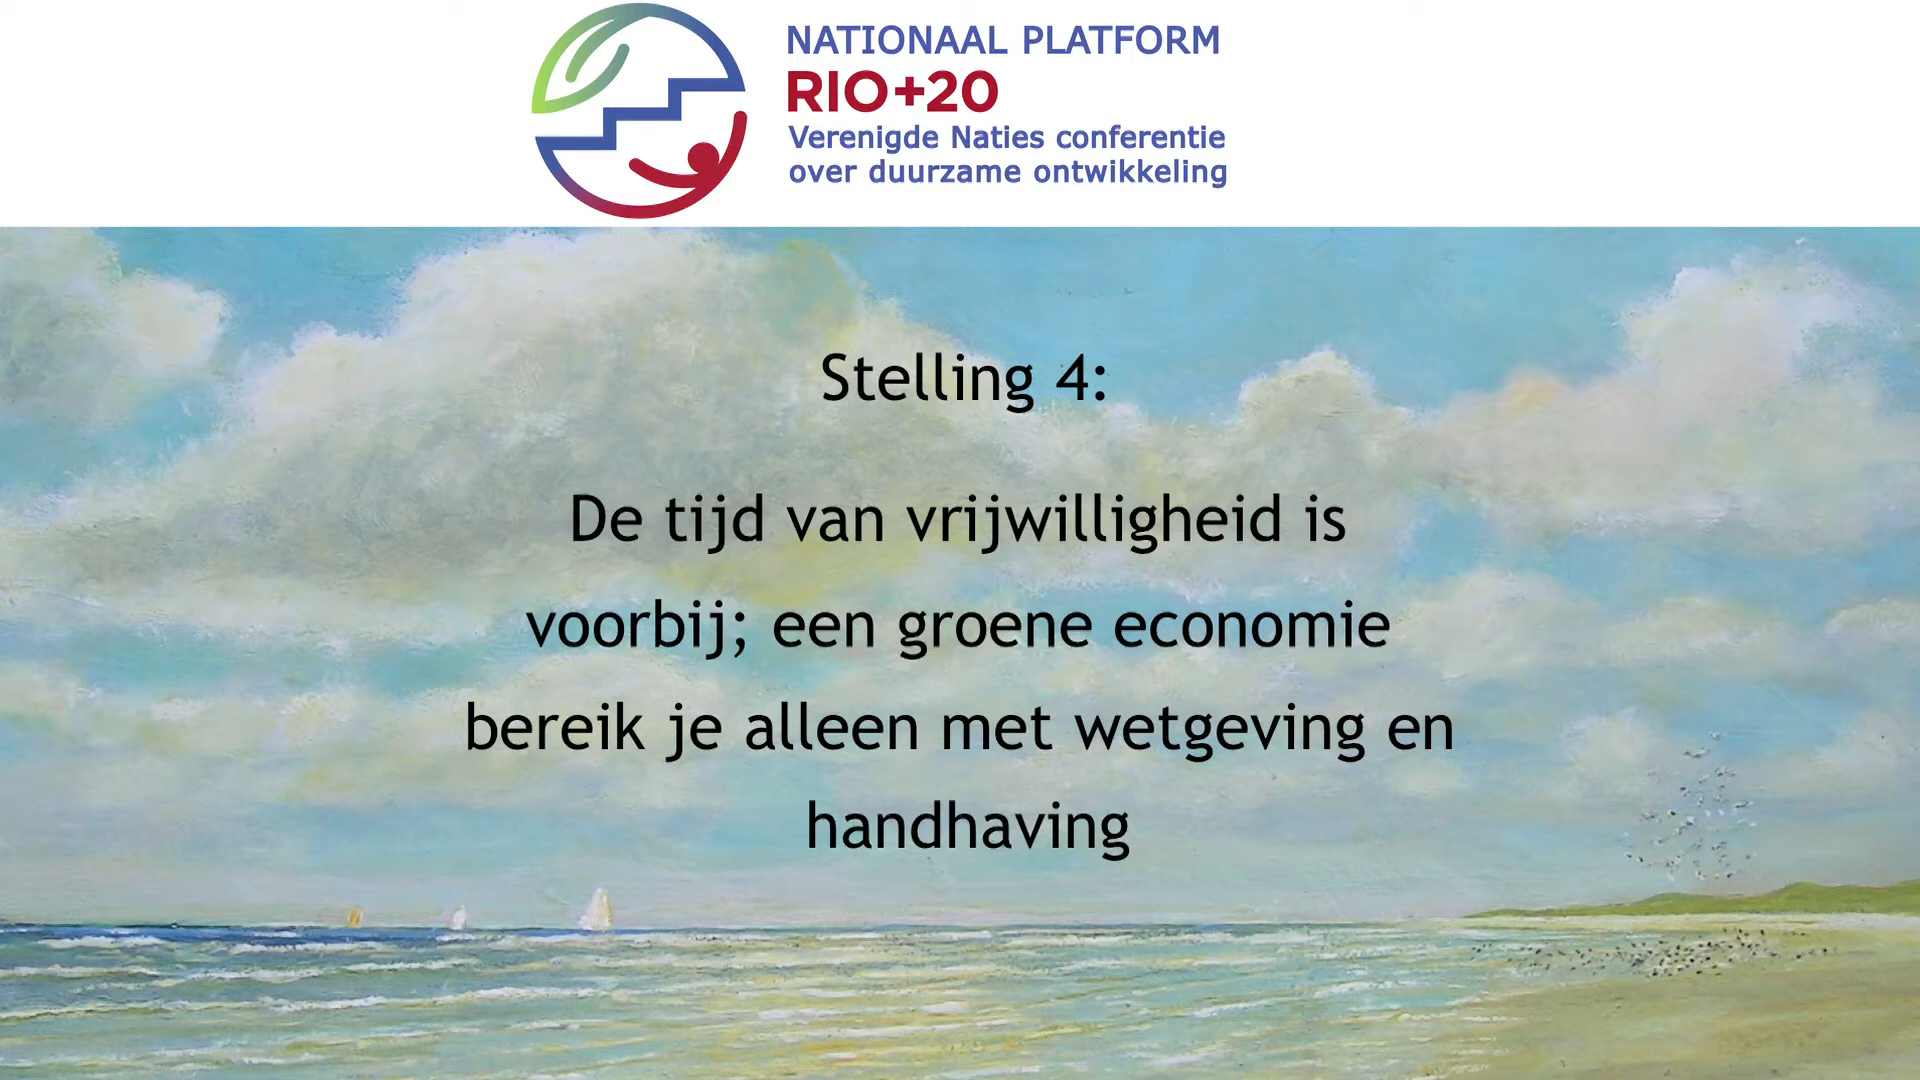 NATIONAAL PLATFORM
RIO+20
Verenigde Naties conferentie
over duurzame ontwikkeling
Stelling 4:
De tijd van vrijwilligheid is
voorbij; een groene economie
bereik je alleen met wetgeving en
handhaving